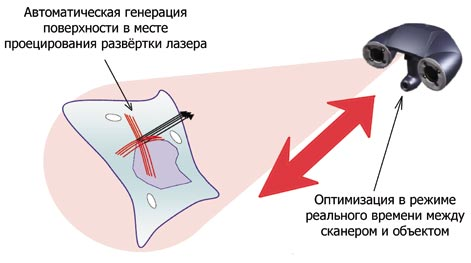 Автоматическая генерация
поверхности в месте
проецирования развёртки лазера
Оптимизация в режиме
реального времени между
сканером и объектом